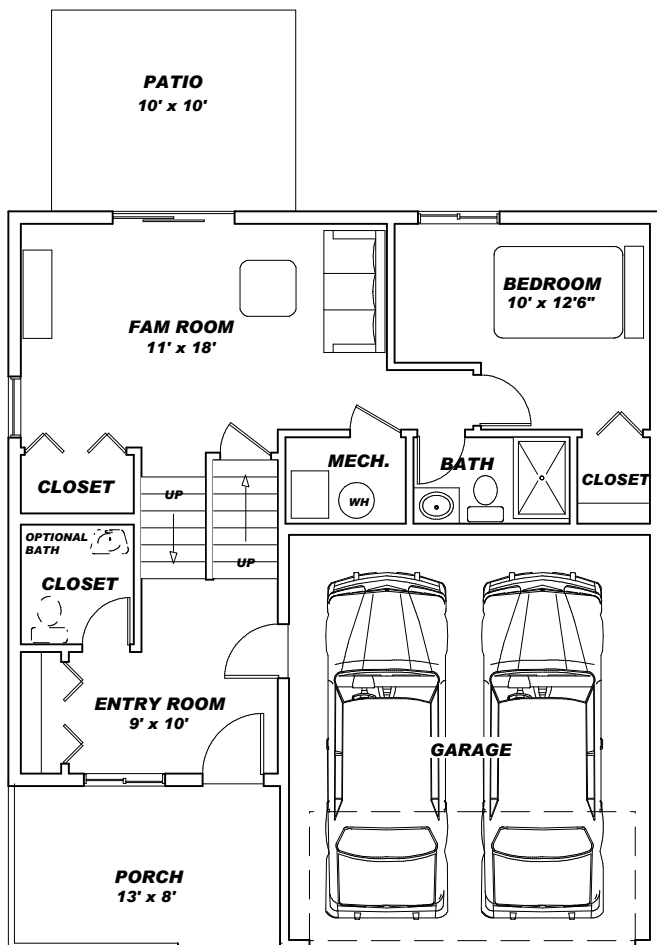 PATIO
10' x 10'
BEDROOM
10' x 12'6"
FAM ROOM
11' x 18'
MECH.
BATH
CLOSET
CLOSET
UP
WH
OPTIONAL
BATH
UP
CLOSET
ENTRY ROOM
9' x 10'
GARAGE
PORCH
13' x 8'